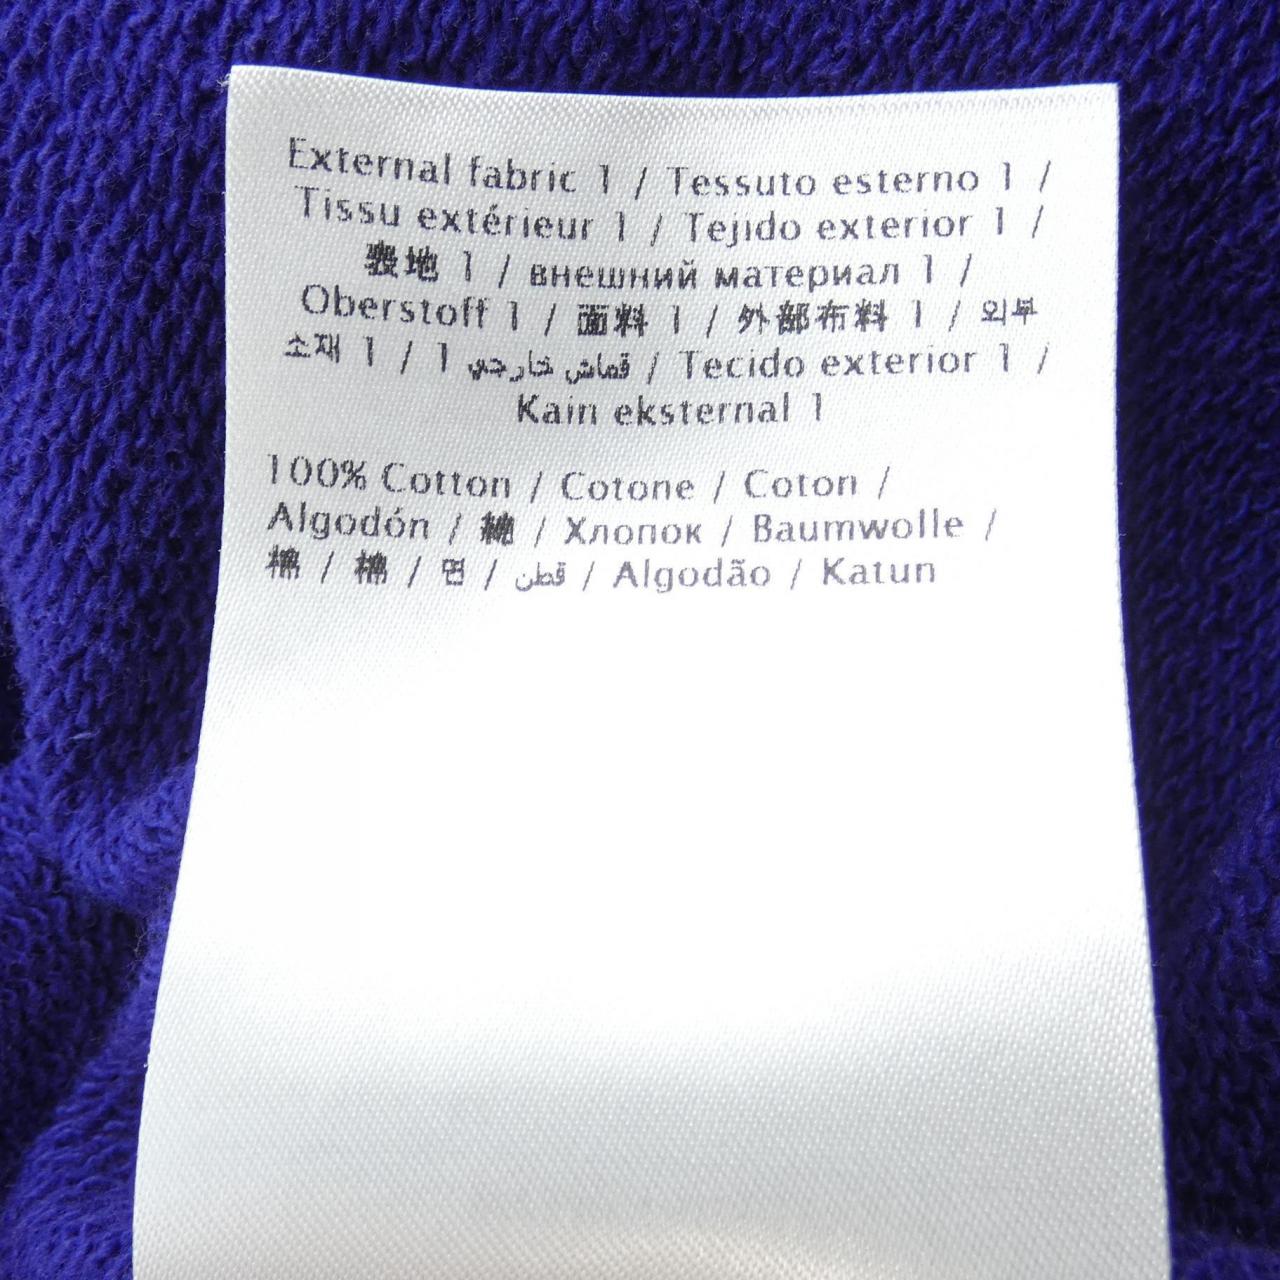 External fabric 1 / Tessuto esterno 1 /
Tissu extérieur 1 / Tejido exterior 1 /
表地 1 / внешний материал 1 /
Oberstoff 1 / 面料 1 / 外部布料 1 / 외부
소재 1 / 1 قماش خارجي / Tecido exterior 1 /
Kain eksternal 1
100% Cotton / Cotone / Coton /
Algodón / 綿 / Хлопок / Baumwolle /
棉 / 棉 / 면 / قطن / Algodão / Katun